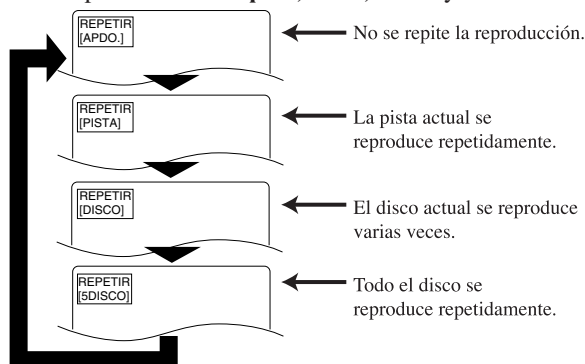 REPETIR
[APDO.]
No se repite la reproducción.
REPETIR
[PISTA]
La pista actual se
reproduce repetidamente.
REPETIR
[DISCO]
El disco actual se reproduce
varias veces.
REPETIR
[5DISCO]
Todo el disco se
reproduce repetidamente.